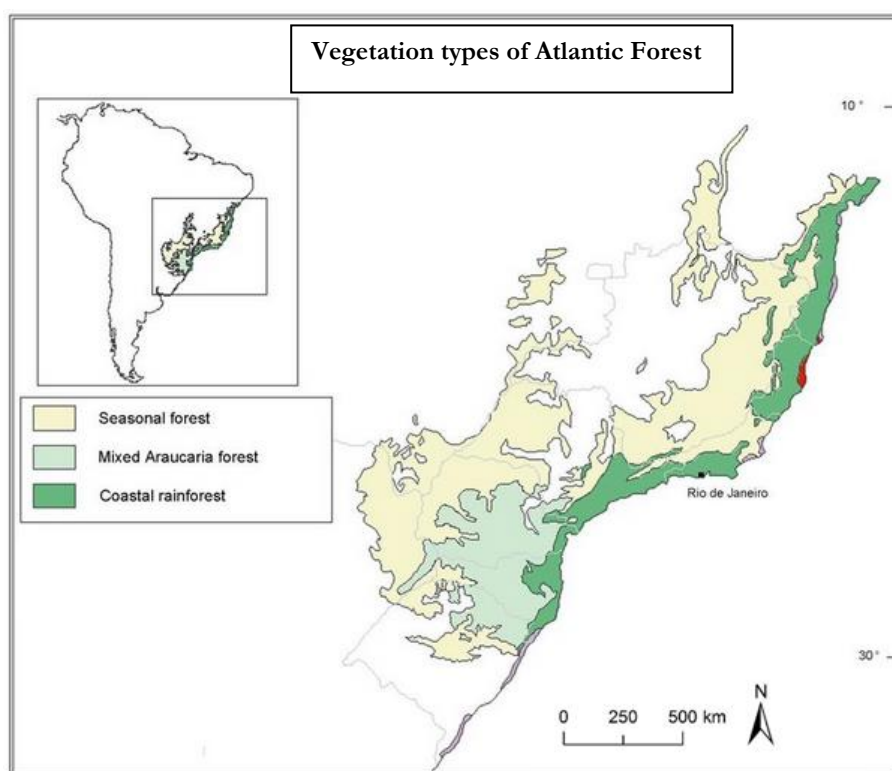 Vegetation types of Atlantic Forest
10°
Seasonal forest
Mixed Araucaria forest
Coastal rainforest
Rio de Janeiro
30°
N
0 250 500 km